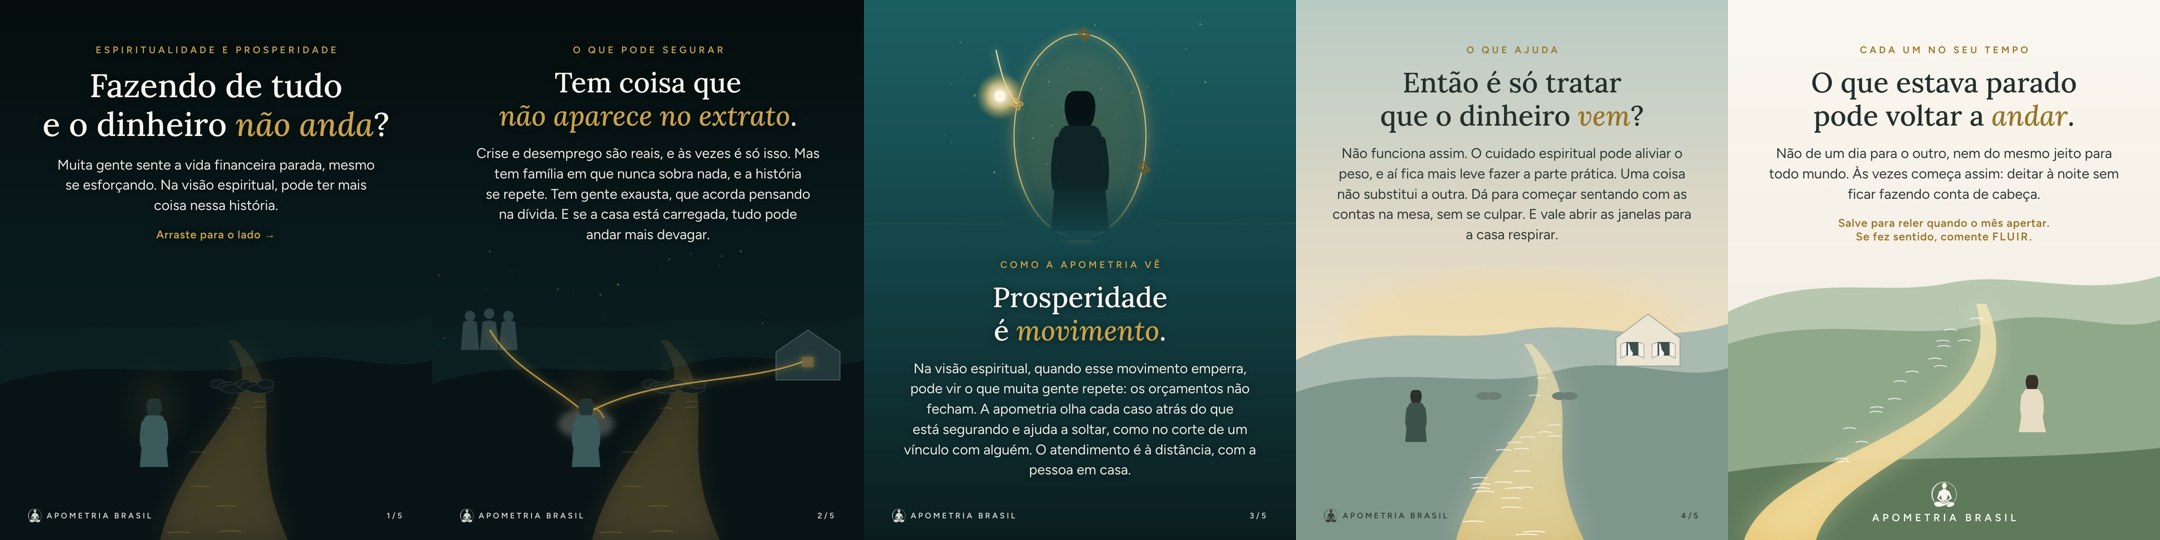 ESPIRITUALIDADE E PROSPERIDADE
Fazendo de tudo
e o dinheiro não anda?
Muita gente sente a vida financeira parada, mesmo
se esforçando. Na visão espiritual, pode ter mais
coisa nessa história.
Arraste para o lado →
APOMETRIA BRASIL
1/5
O QUE PODE SEGURAR
Tem coisa que
não aparece no extrato.
Crise e desemprego são reais, e às vezes é só isso. Mas
tem família em que nunca sobra nada, e a história
se repete. Tem gente exausta, que acorda pensando
na dívida. E se a casa está carregada, tudo pode
andar mais devagar.
APOMETRIA BRASIL
2/5
COMO A APOMETRIA VÊ
Prosperidade
é movimento.
Na visão espiritual, quando esse movimento emperra,
pode vir o que muita gente repete: os orçamentos não
fecham. A apometria olha cada caso atrás do que
está segurando e ajuda a soltar, como no corte de um
vínculo com alguém. O atendimento é à distância, com a
pessoa em casa.
APOMETRIA BRASIL
3/5
O QUE AJUDA
Então é só tratar
que o dinheiro vem?
Não funciona assim. O cuidado espiritual pode aliviar o
peso, e aí fica mais leve fazer a parte prática. Uma coisa
não substitui a outra. Dá para começar sentando com as
contas na mesa, sem se culpar. E vale abrir as janelas para
a casa respirar.
APOMETRIA BRASIL
4/5
CADA UM NO SEU TEMPO
O que estava parado
pode voltar a andar.
Não de um dia para o outro, nem do mesmo jeito para
todo mundo. Às vezes começa assim: deitar à noite sem
ficar fazendo conta de cabeça.
Salve para reler quando o mês apertar.
Se fez sentido, comente FLUIR.
APOMETRIA BRASIL